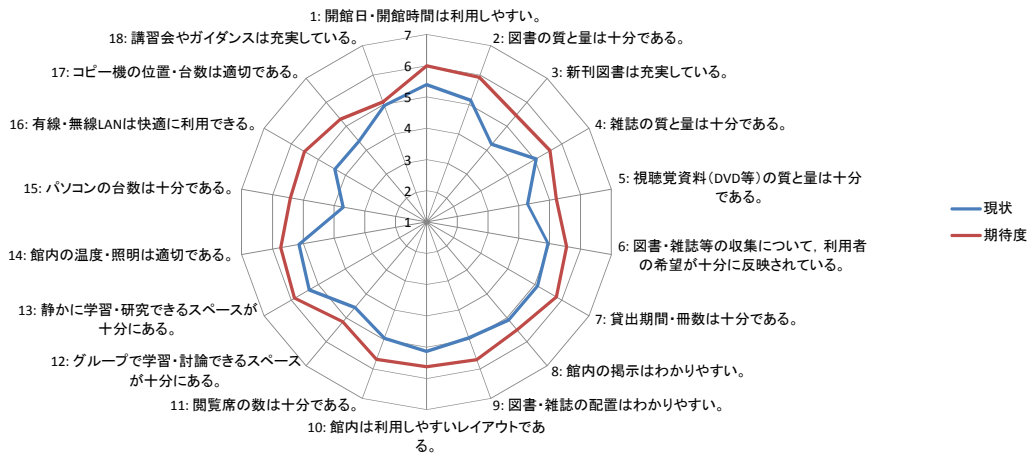 1: 開館日・開館時間は利用しやすい。
2: 図書の質と量は十分である。
3: 新刊図書は充実している。
4: 雑誌の質と量は十分である。
5: 視聴覚資料（DVD等）の質と量は十分
である。
6: 図書・雑誌等の収集について，利用者
の希望が十分に反映されている。
7: 貸出期間・冊数は十分である。
8: 館内の掲示はわかりやすい。
9: 図書・雑誌の配置はわかりやすい。
10: 館内は利用しやすいレイアウトであ
る。
11: 閲覧席の数は十分である。
12: グループで学習・討論できるスペース
が十分にある。
13: 静かに学習・研究できるスペースが
十分にある。
14: 館内の温度・照明は適切である。
15: パソコンの台数は十分である。
16: 有線・無線LANは快適に利用できる。
17: コピー機の位置・台数は適切である。
18: 講習会やガイダンスは充実している。
7
6
5
4
3
2
1
現状
期待度